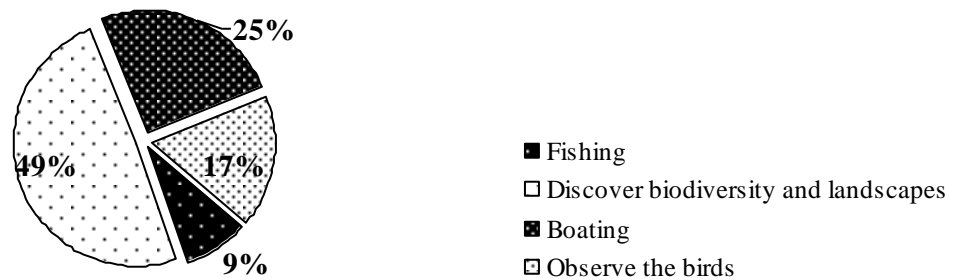 25%
49%
17%
9%
Fishing
Discover biodiversity and landscapes
Boating
Observe the birds